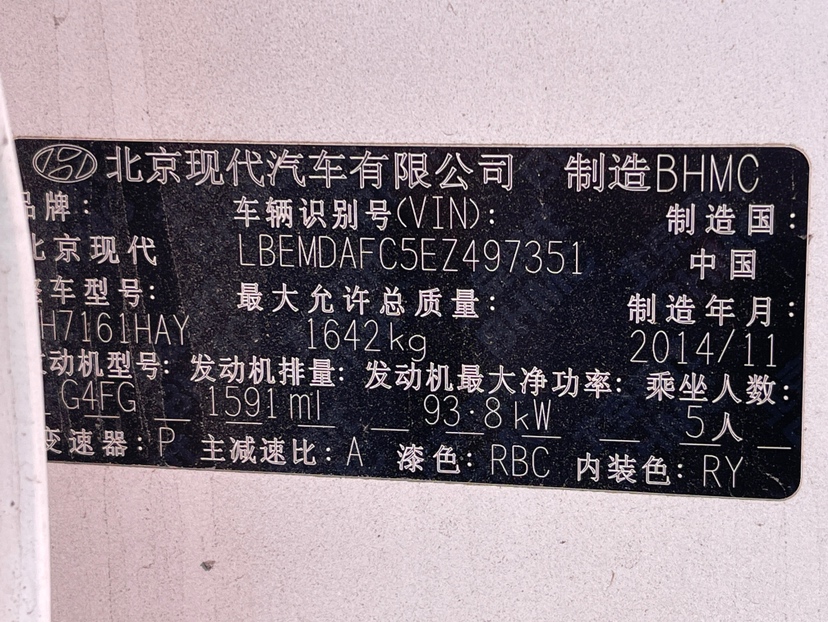 北京现代汽车有限公司 制造BHMC
品牌: 车辆识别号(VIN): 制造国:
北京现代 LBEMDAFC5EZ497351 中国
整车型号: 最大允许总质量: 制造年月:
H7161HAY 1642kg 2014/11
发动机型号: 发动机排量: 发动机最大净功率: 乘坐人数:
G4FG 1591ml 93.8kW 5人
变速器: P 主减速比: A 漆色: RBC 内装色: RY